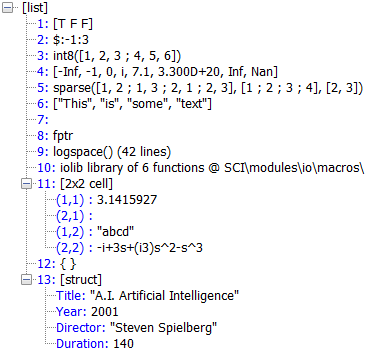 [list]
1: [T F F]
2: $:-1:3
3: int8([1, 2, 3 ; 4, 5, 6])
4: [-Inf, -1, 0, i, 7.1, 3.300D+20, Inf, Nan]
5: sparse([1, 2 ; 1, 3 ; 2, 1 ; 2, 3], [1 ; 2 ; 3 ; 4], [2, 3])
6: ["This", "is", "some", "text"]
7:
8: fptr
9: logspace() (42 lines)
10: iolib library of 6 functions @ SCI\modules\io\macros\
11: [2x2 cell]
(1,1) : 3.1415927
(2,1) :
(1,2) : "abcd"
(2,2) : -i+3s+(i3)s^2-s^3
12: { }
13: [struct]
Title: "A.I. Artificial Intelligence"
Year: 2001
Director: "Steven Spielberg"
Duration: 140